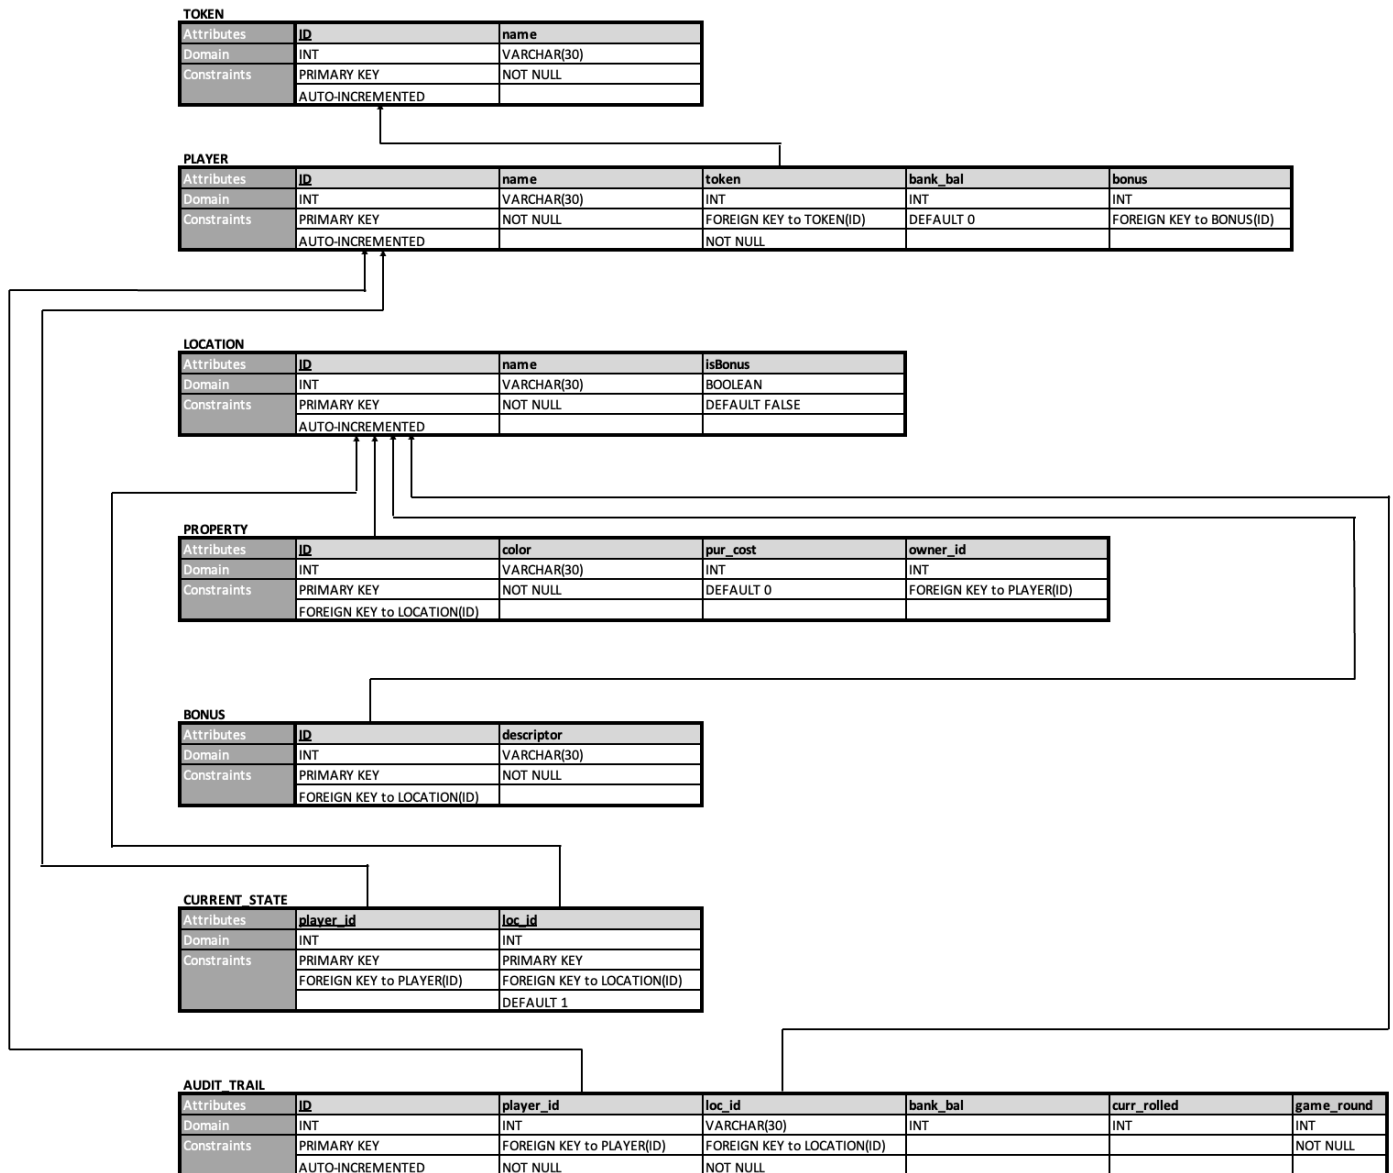 TOKEN
Attributes ID name
Domain INT VARCHAR(30)
Constraints PRIMARY KEY NOT NULL
AUTO-INCREMENTED
PLAYER
Attributes ID name token bank_bal bonus
Domain INT VARCHAR(30) INT INT INT
Constraints PRIMARY KEY NOT NULL FOREIGN KEY to TOKEN(ID) DEFAULT 0 FOREIGN KEY to BONUS(ID)
AUTO-INCREMENTED NOT NULL
LOCATION
Attributes ID name isBonus
Domain INT VARCHAR(30) BOOLEAN
Constraints PRIMARY KEY NOT NULL DEFAULT FALSE
AUTO-INCREMENTED
PROPERTY
Attributes ID color pur_cost owner_id
Domain INT VARCHAR(30) INT INT
Constraints PRIMARY KEY NOT NULL DEFAULT 0 FOREIGN KEY to PLAYER(ID)
FOREIGN KEY to LOCATION(ID)
BONUS
Attributes ID descriptor
Domain INT VARCHAR(30)
Constraints PRIMARY KEY NOT NULL
FOREIGN KEY to LOCATION(ID)
CURRENT_STATE
Attributes player_id loc_id
Domain INT INT
Constraints PRIMARY KEY PRIMARY KEY
FOREIGN KEY to PLAYER(ID) FOREIGN KEY to LOCATION(ID)
DEFAULT 1
AUDIT_TRAIL
Attributes ID player_id loc_id bank_bal curr_rolled game_round
Domain INT INT VARCHAR(30) INT INT INT
Constraints PRIMARY KEY FOREIGN KEY to PLAYER(ID) FOREIGN KEY to LOCATION(ID) NOT NULL
AUTO-INCREMENTED NOT NULL NOT NULL